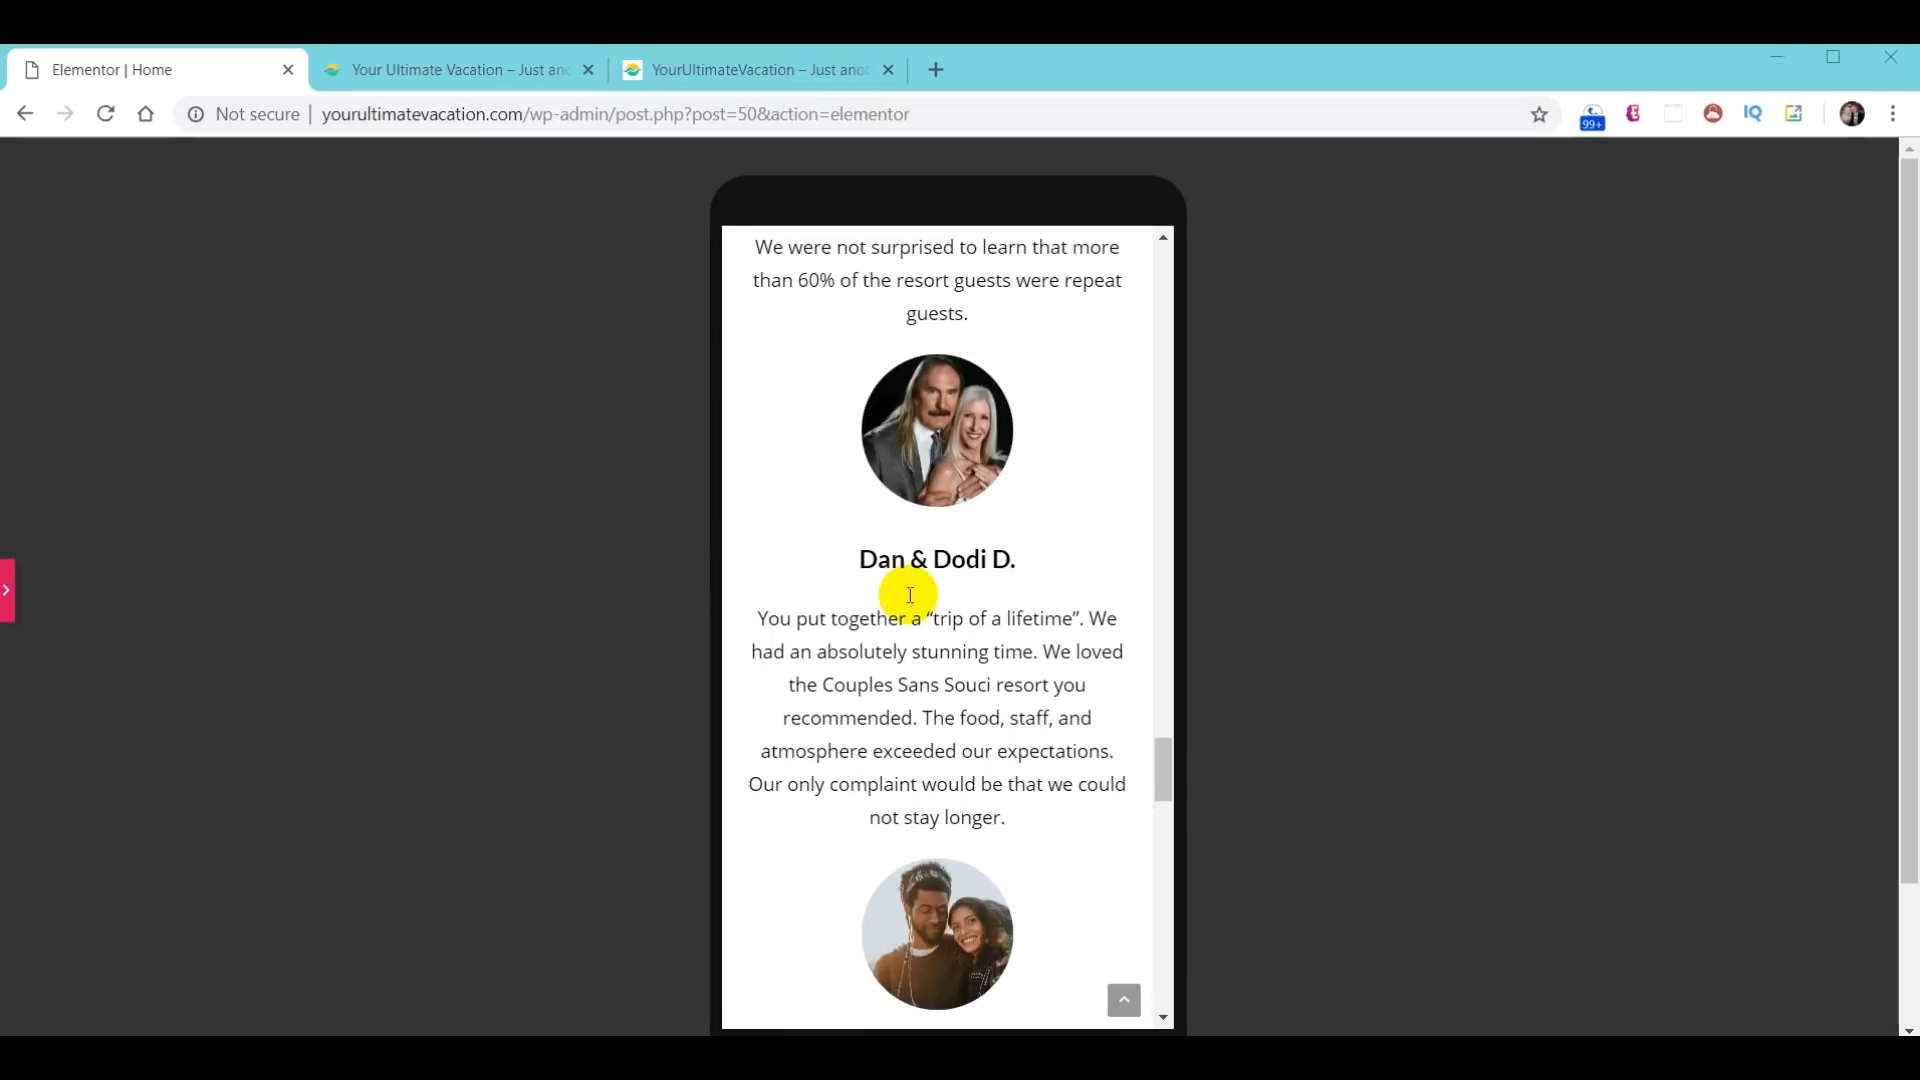 Elementor | Home
Your Ultimate Vacation – Just an
YourUltimateVacation – Just anot
Not secure
yourultimatevacation.com/wp-admin/post.php?post=50&action=elementor
99+
IQ
We were not surprised to learn that more
than 60% of the resort guests were repeat
guests.
Dan & Dodi D.
You put together a “trip of a lifetime”. We
had an absolutely stunning time. We loved
the Couples Sans Souci resort you
recommended. The food, staff, and
atmosphere exceeded our expectations.
Our only complaint would be that we could
not stay longer.